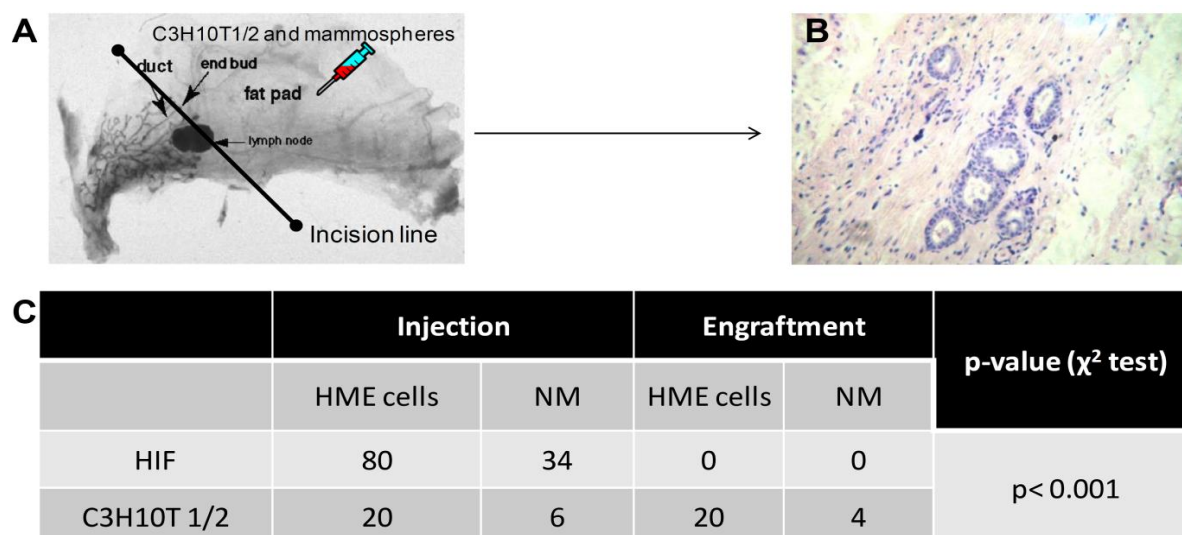 A
C3H10T1/2 and mammospheres
duct
end bud
fat pad
lymph node
Incision line
B
C
Injection Engraftment p-value (χ² test)
HME cells NM HME cells NM
HIF 80 34 0 0 p< 0.001
C3H10T 1/2 20 6 20 4